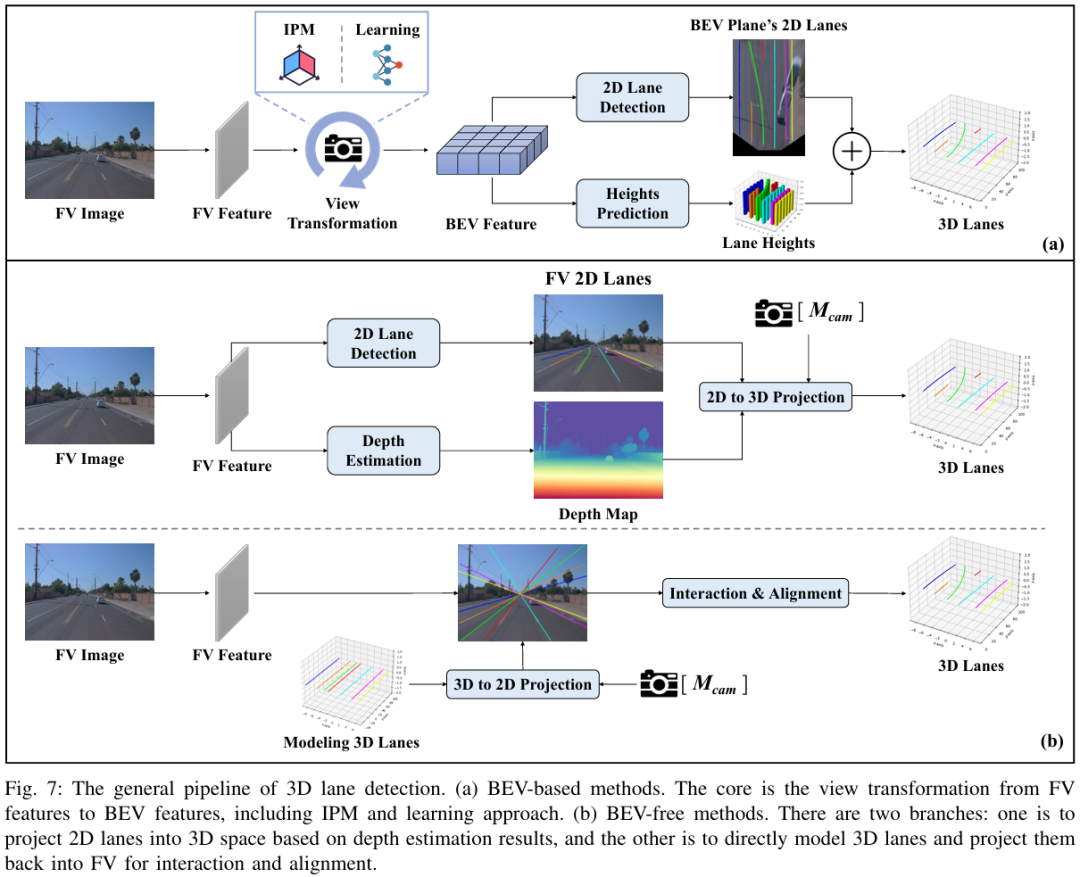 IPM
Learning
BEV Plane's 2D Lanes
2D Lane
Detection
FV Image
FV Feature
View
Transformation
BEV Feature
Heights
Prediction
Lane Heights
3D Lanes
(a)
FV 2D Lanes
2D Lane
Detection
[ Mcam ]
2D to 3D Projection
FV Image
FV Feature
Depth
Estimation
Depth Map
3D Lanes
FV Image
FV Feature
Interaction & Alignment
3D Lanes
3D to 2D Projection
[ Mcam ]
Modeling 3D Lanes
(b)
Fig. 7: The general pipeline of 3D lane detection. (a) BEV-based methods. The core is the view transformation from FV
features to BEV features, including IPM and learning approach. (b) BEV-free methods. There are two branches: one is to
project 2D lanes into 3D space based on depth estimation results, and the other is to directly model 3D lanes and project them
back into FV for interaction and alignment.